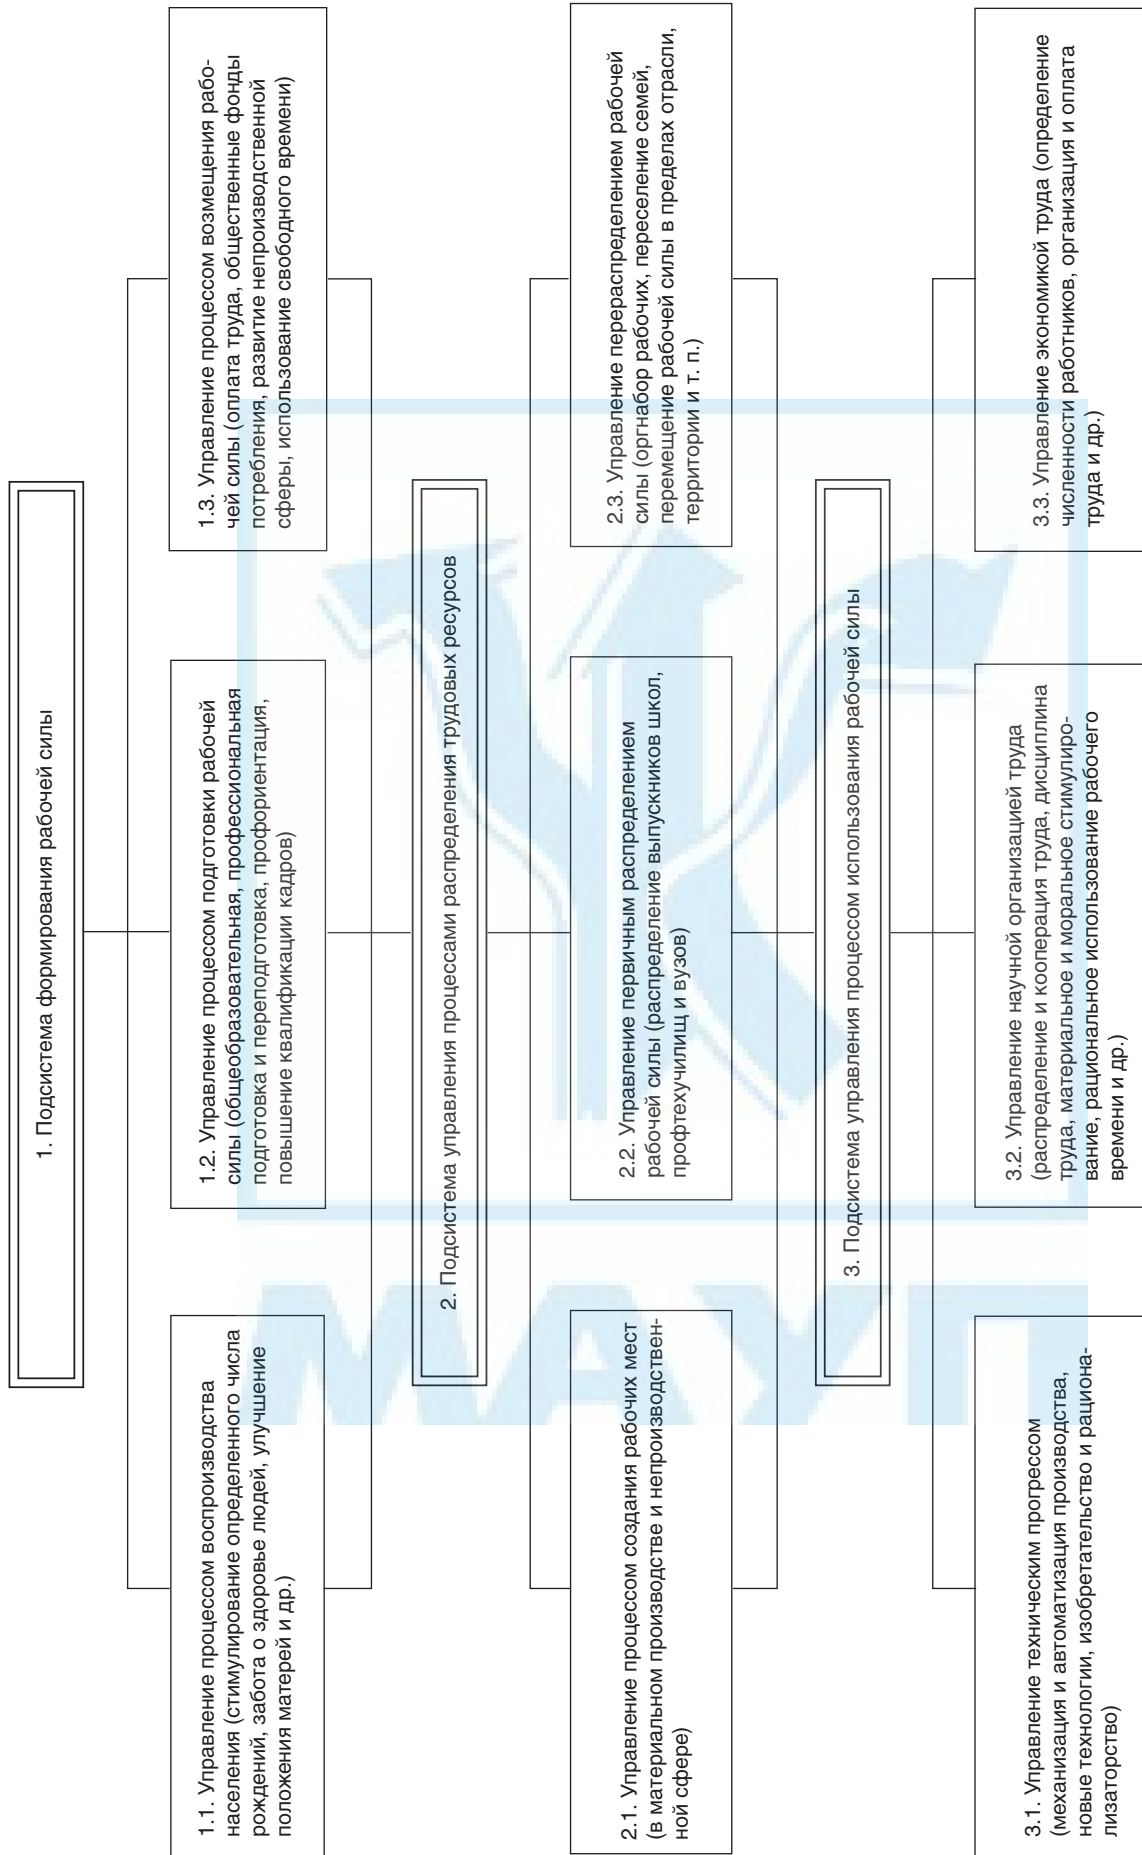 1. Подсистема формирования рабочей силы
1.1. Управление процессом воспроизводства
населения (стимулирование определенного числа
рождений, забота о здоровье людей, улучшение
положения матерей и др.)
1.2. Управление процессом подготовки рабочей
силы (общеобразовательная, профессиональная
подготовка и переподготовка, профориентация,
повышение квалификации кадров)
1.3. Управление процессом возмещения рабо-
чей силы (оплата труда, общественные фонды
потребления, развитие непроизводственной
сферы, использование свободного времени)
2. Подсистема управления процессами распределения трудовых ресурсов
2.1. Управление процессом создания рабочих мест
(в материальном производстве и непроизводствен-
ной сфере)
2.2. Управление первичным распределением
рабочей силы (распределение выпускников школ,
профтехучилищ и вузов)
2.3. Управление перераспределением рабочей
силы (оргнабор рабочих, переселение семей,
перемещение рабочей силы в пределах отрасли,
территории и т. п.)
3. Подсистема управления процессом использования рабочей силы
3.1. Управление техническим прогрессом
(механизация и автоматизация производства,
новые технологии, изобретательство и рациона-
лизаторство)
3.2. Управление научной организацией труда
(распределение и кооперация труда, дисциплина
труда, материальное и моральное стимулиро-
вание, рациональное использование рабочего
времени и др.)
3.3. Управление экономикой труда (определение
численности работников, организация и оплата
труда и др.)
МАУП